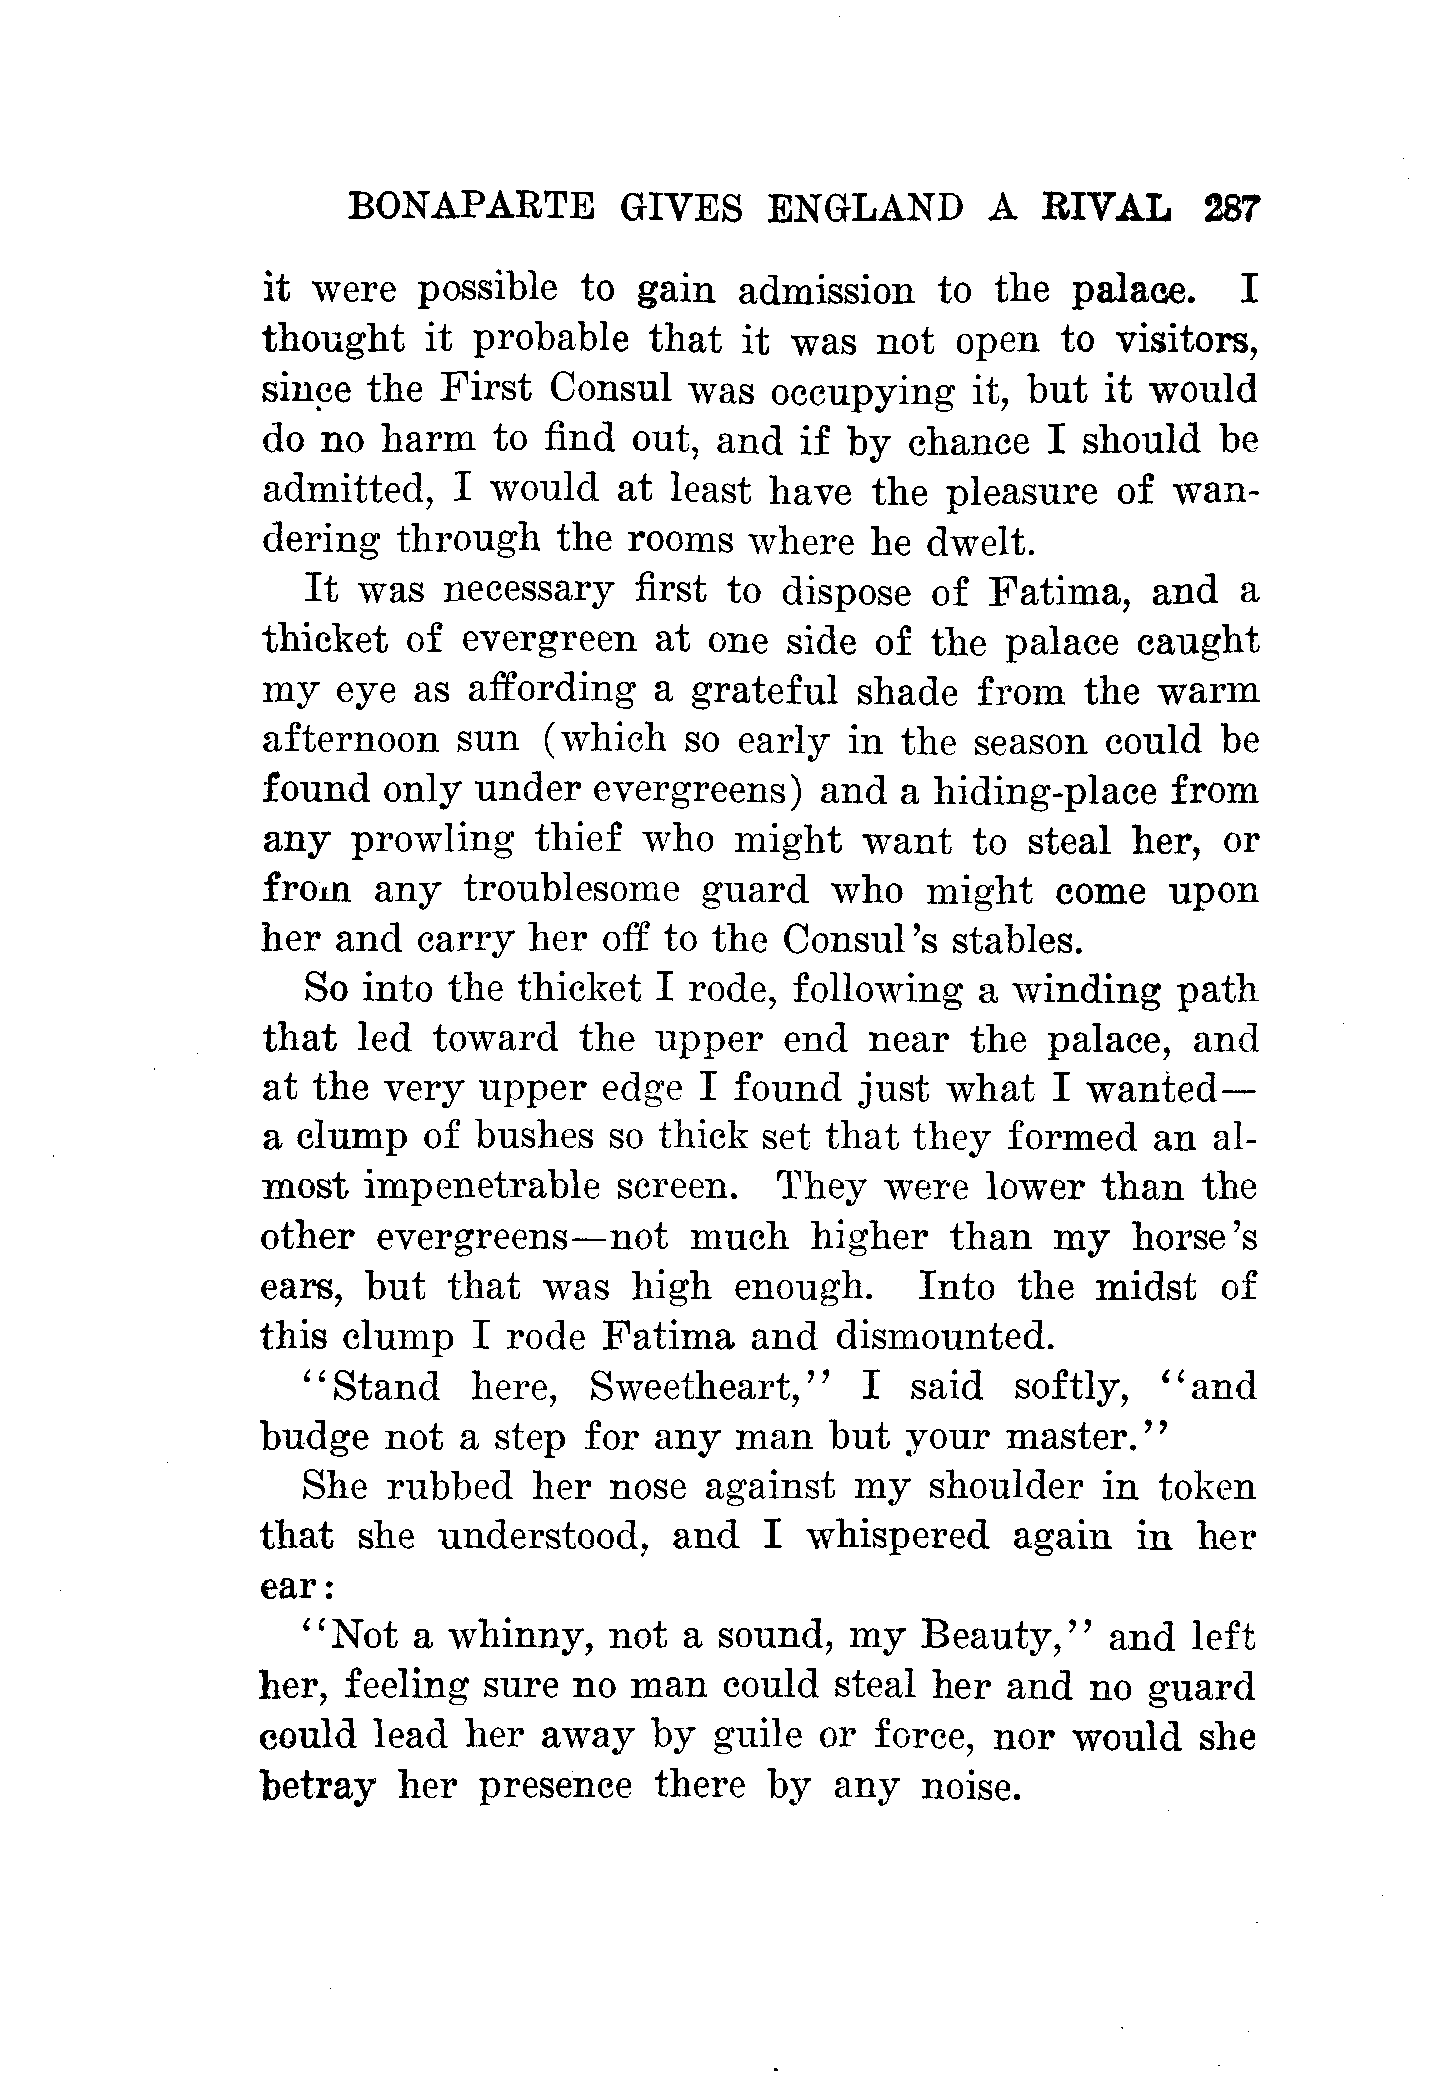 BONAPARTE GIVES ENGLAND A RIVAL 287
it were possible to gain admission to the palace. I
thought it probable that it was not open to visitors,
since the First Consul was occupying it, but it would
do no harm to find out, and if by chance I should be
admitted, I would at least have the pleasure of wan-
dering through the rooms where he dwelt.
It was necessary first to dispose of Fatima, and a
thicket of evergreen at one side of the palace caught
my eye as affording a grateful shade from the warm
afternoon sun (which so early in the season could be
found only under evergreens) and a hiding-place from
any prowling thief who might want to steal her, or
from any troublesome guard who might come upon
her and carry her off to the Consul's stables.
So into the thicket I rode, following a winding path
that led toward the upper end near the palace, and
at the very upper edge I found just what I wanted—
a clump of bushes so thick set that they formed an al-
most impenetrable screen. They were lower than the
other evergreens—not much higher than my horse's
ears, but that was high enough. Into the midst of
this clump I rode Fatima and dismounted.
"Stand here, Sweetheart," I said softly, "and
budge not a step for any man but your master."
She rubbed her nose against my shoulder in token
that she understood, and I whispered again in her
ear:
"Not a whinny, not a sound, my Beauty," and left
her, feeling sure no man could steal her and no guard
could lead her away by guile or force, nor would she
betray her presence there by any noise.